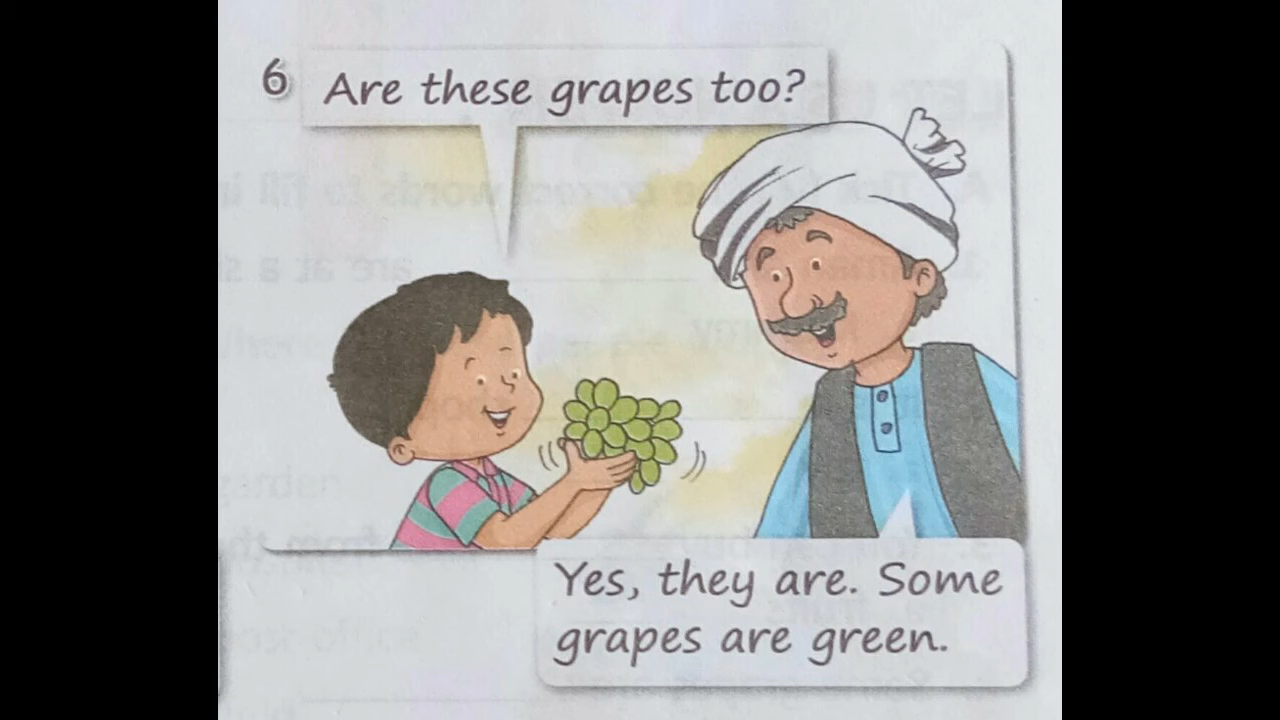 6
Are these grapes too?
Yes, they are. Some
grapes are green.